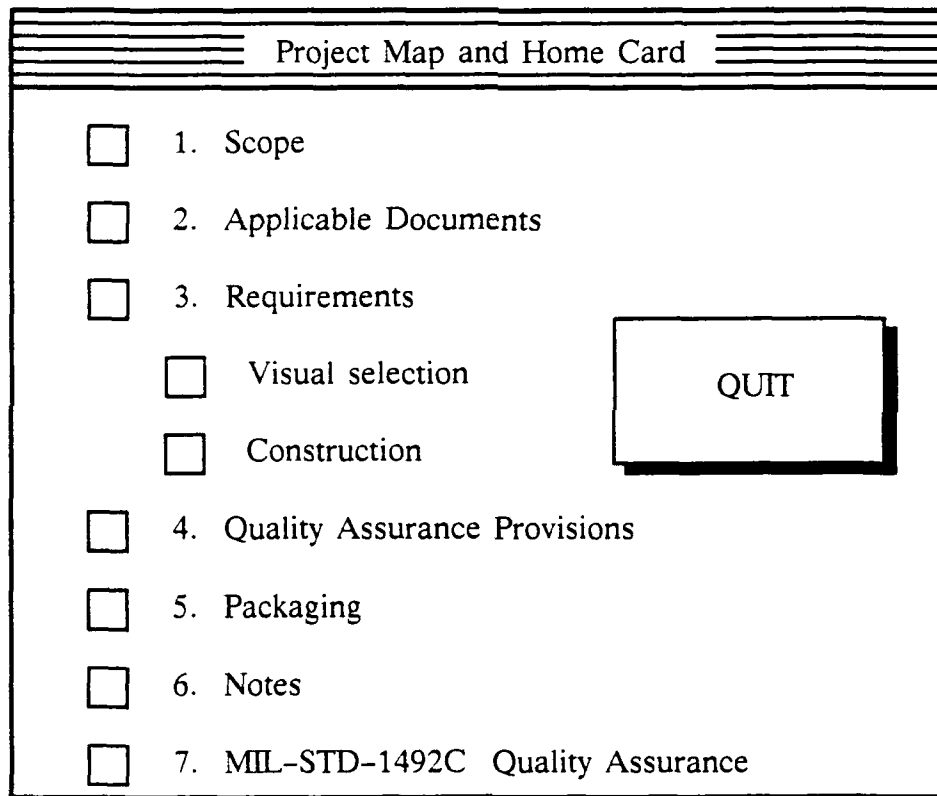 Project Map and Home Card
1. Scope
2. Applicable Documents
3. Requirements
Visual selection
QUIT
Construction
4. Quality Assurance Provisions
5. Packaging
6. Notes
7. MIL-STD-1492C Quality Assurance